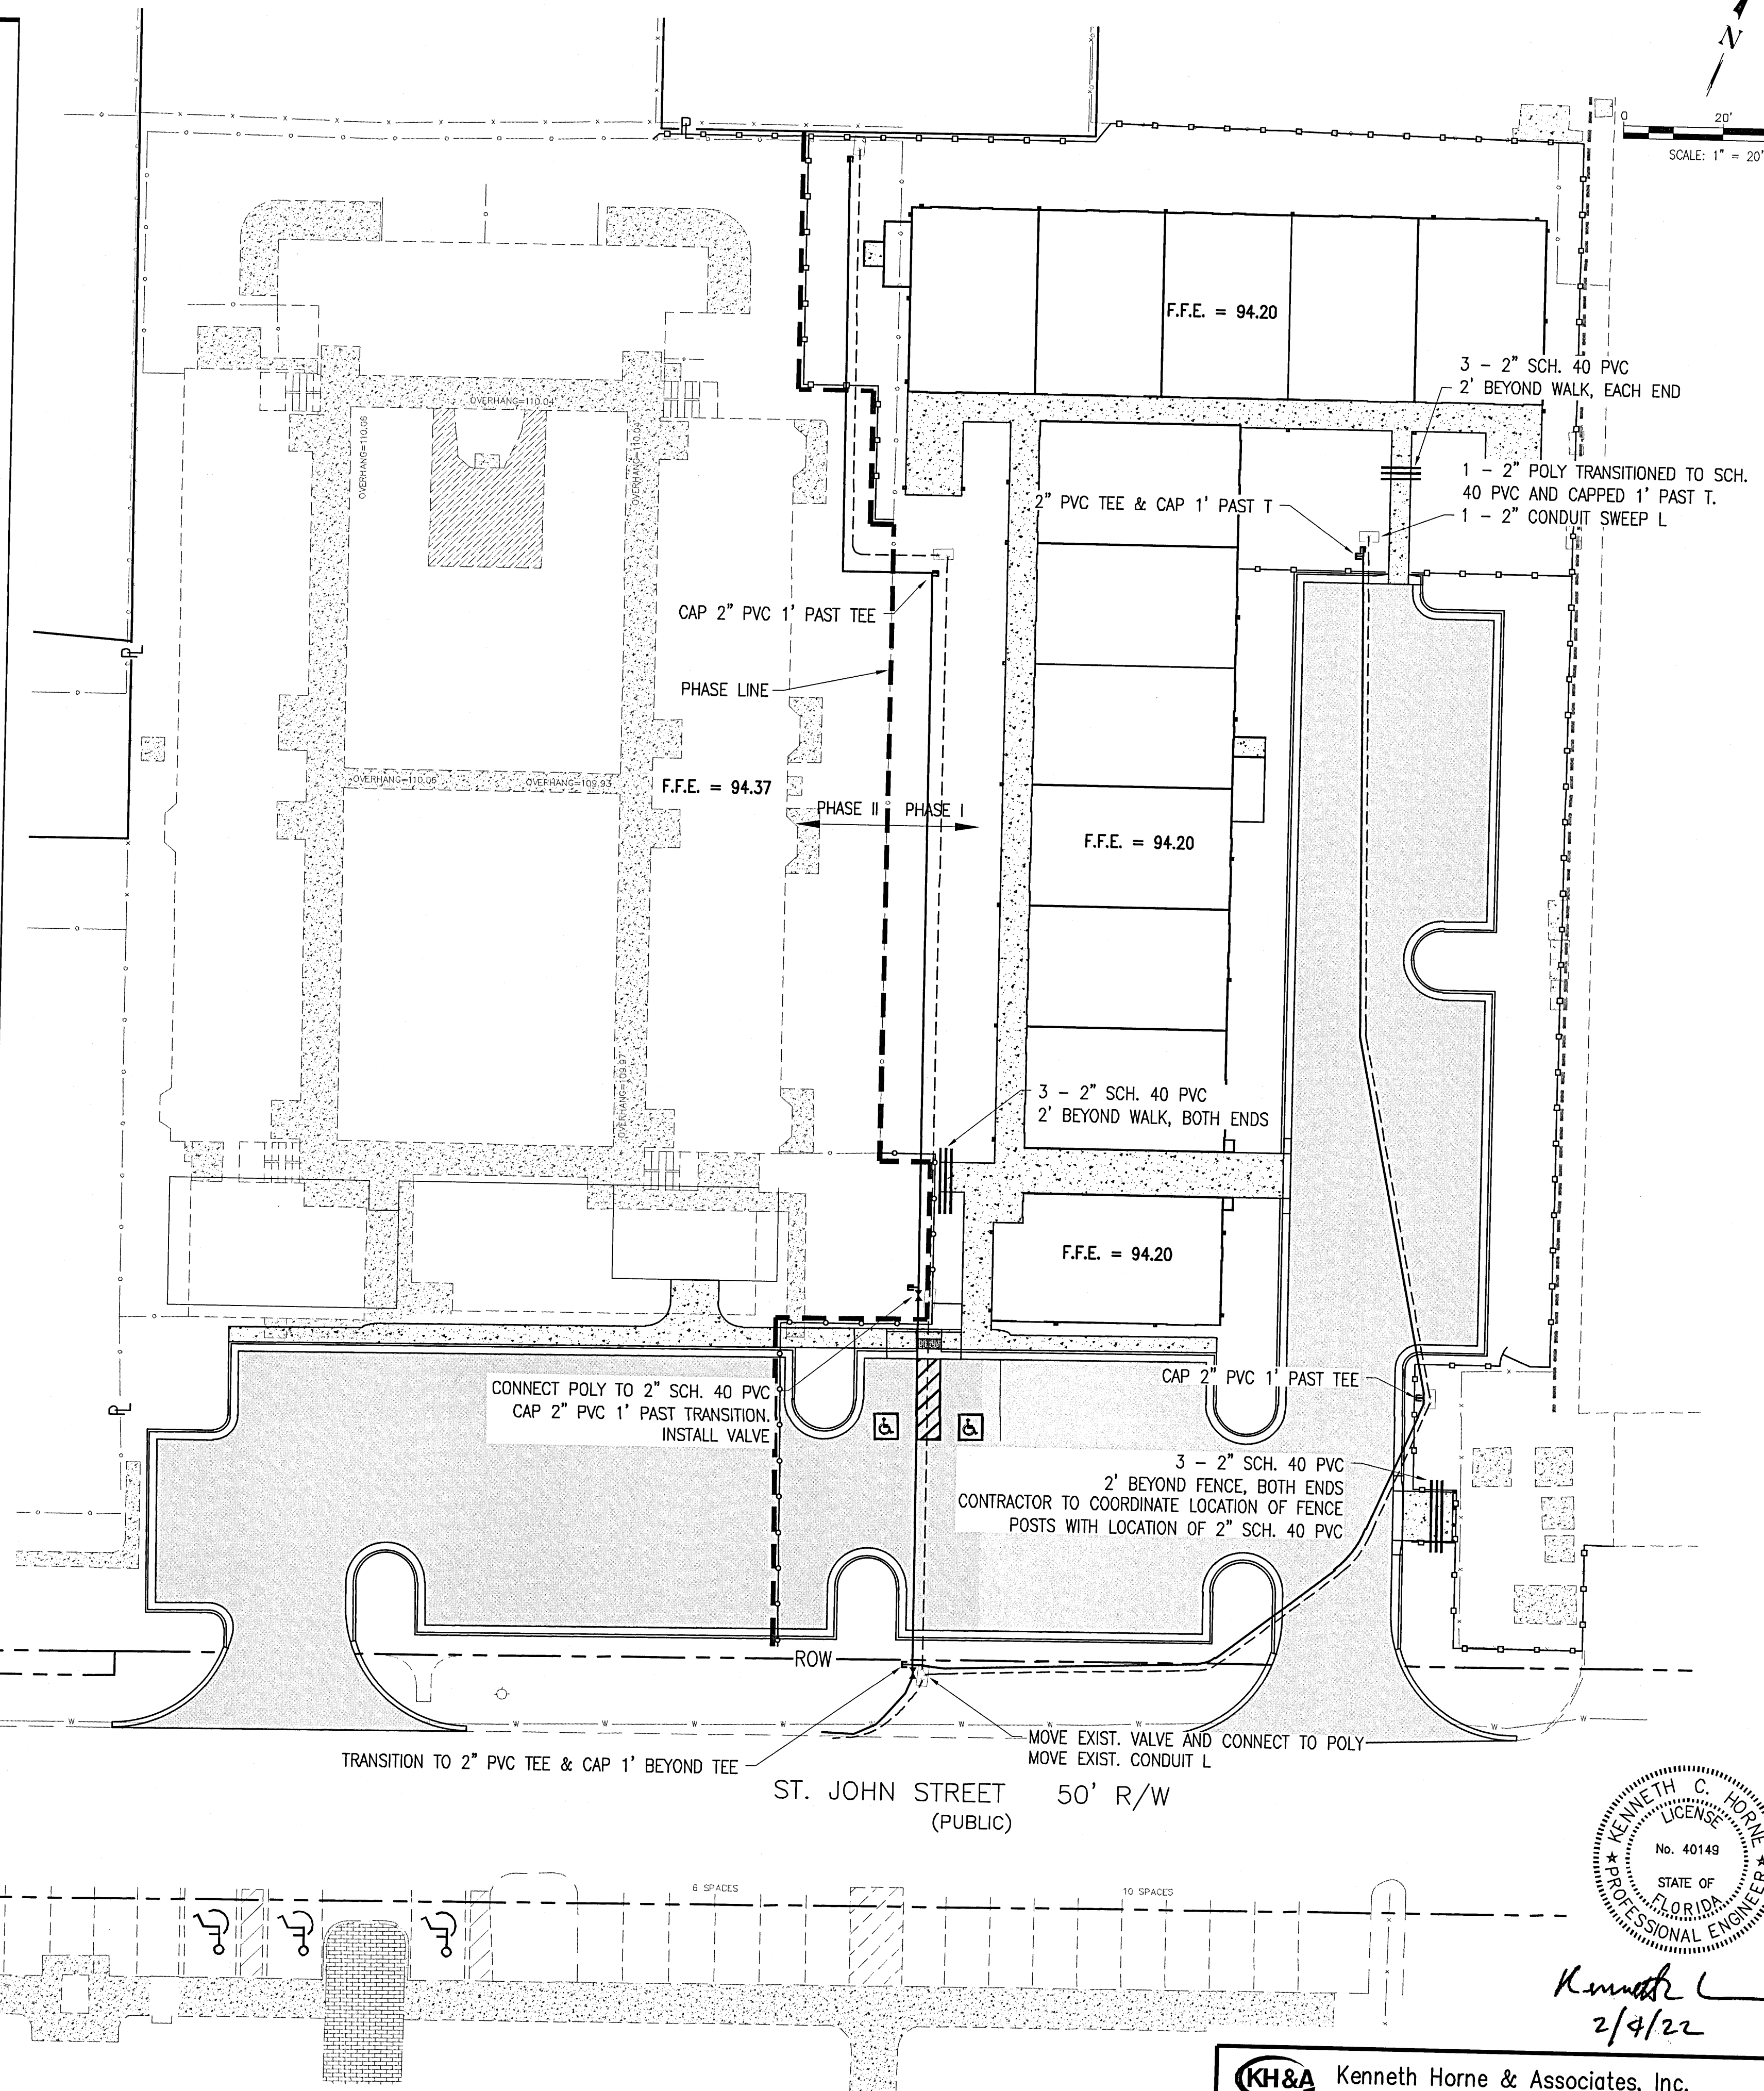 N
0 20'
SCALE: 1" = 20'
P
F.F.E. = 94.20
3 - 2" SCH. 40 PVC
2' BEYOND WALK, EACH END
OVERHANG=110.04
OVERHANG=110.06
OVERHANG=110.04
1 - 2" POLY TRANSITIONED TO SCH.
40 PVC AND CAPPED 1' PAST T.
1 - 2" CONDUIT SWEEP L
2" PVC TEE & CAP 1' PAST T
CAP 2" PVC 1' PAST TEE
PHASE LINE
OVERHANG=110.06
OVERHANG=109.93
F.F.E. = 94.37
PHASE II PHASE I
F.F.E. = 94.20
OVERHANG=109.97
3 - 2" SCH. 40 PVC
2' BEYOND WALK, BOTH ENDS
F.F.E. = 94.20
CAP 2" PVC 1' PAST TEE
CONNECT POLY TO 2" SCH. 40 PVC
CAP 2" PVC 1' PAST TRANSITION.
INSTALL VALVE
3 - 2" SCH. 40 PVC
2' BEYOND FENCE, BOTH ENDS
CONTRACTOR TO COORDINATE LOCATION OF FENCE
POSTS WITH LOCATION OF 2" SCH. 40 PVC
ROW
W W W W W W W W W W
MOVE EXIST. VALVE AND CONNECT TO POLY
MOVE EXIST. CONDUIT L
TRANSITION TO 2" PVC TEE & CAP 1' BEYOND TEE
ST. JOHN STREET 50' R/W
(PUBLIC)
6 SPACES
10 SPACES
KENNETH C. HORNE
LICENSE
No. 40149
STATE OF
FLORIDA
PROFESSIONAL ENGINEER
Kenneth C
2/4/22
KH&A Kenneth Horne & Associates, Inc.